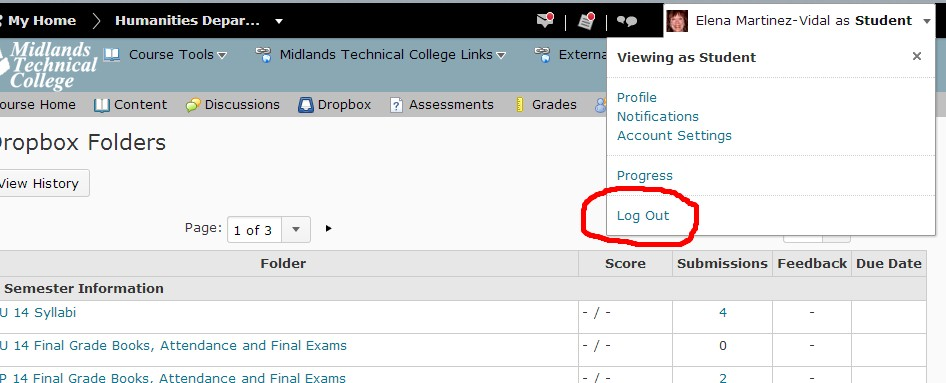 My Home Humanities Depar... Elena Martinez-Vidal as Student
Midlands Technical College
Course Tools Midlands Technical College Links Externa
Viewing as Student ×
Profile
Notifications
Account Settings
Progress
Log Out
ourse Home Content Discussions Dropbox Assessments Grades
ropbox Folders
View History
Page: 1 of 3
Folder Score Submissions Feedback Due Date
Semester Information
U 14 Syllabi - / - 4 -
U 14 Final Grade Books, Attendance and Final Exams - / - 0 -
P 14 Final Grade Books, Attendance and Final Exams - / - 2 -